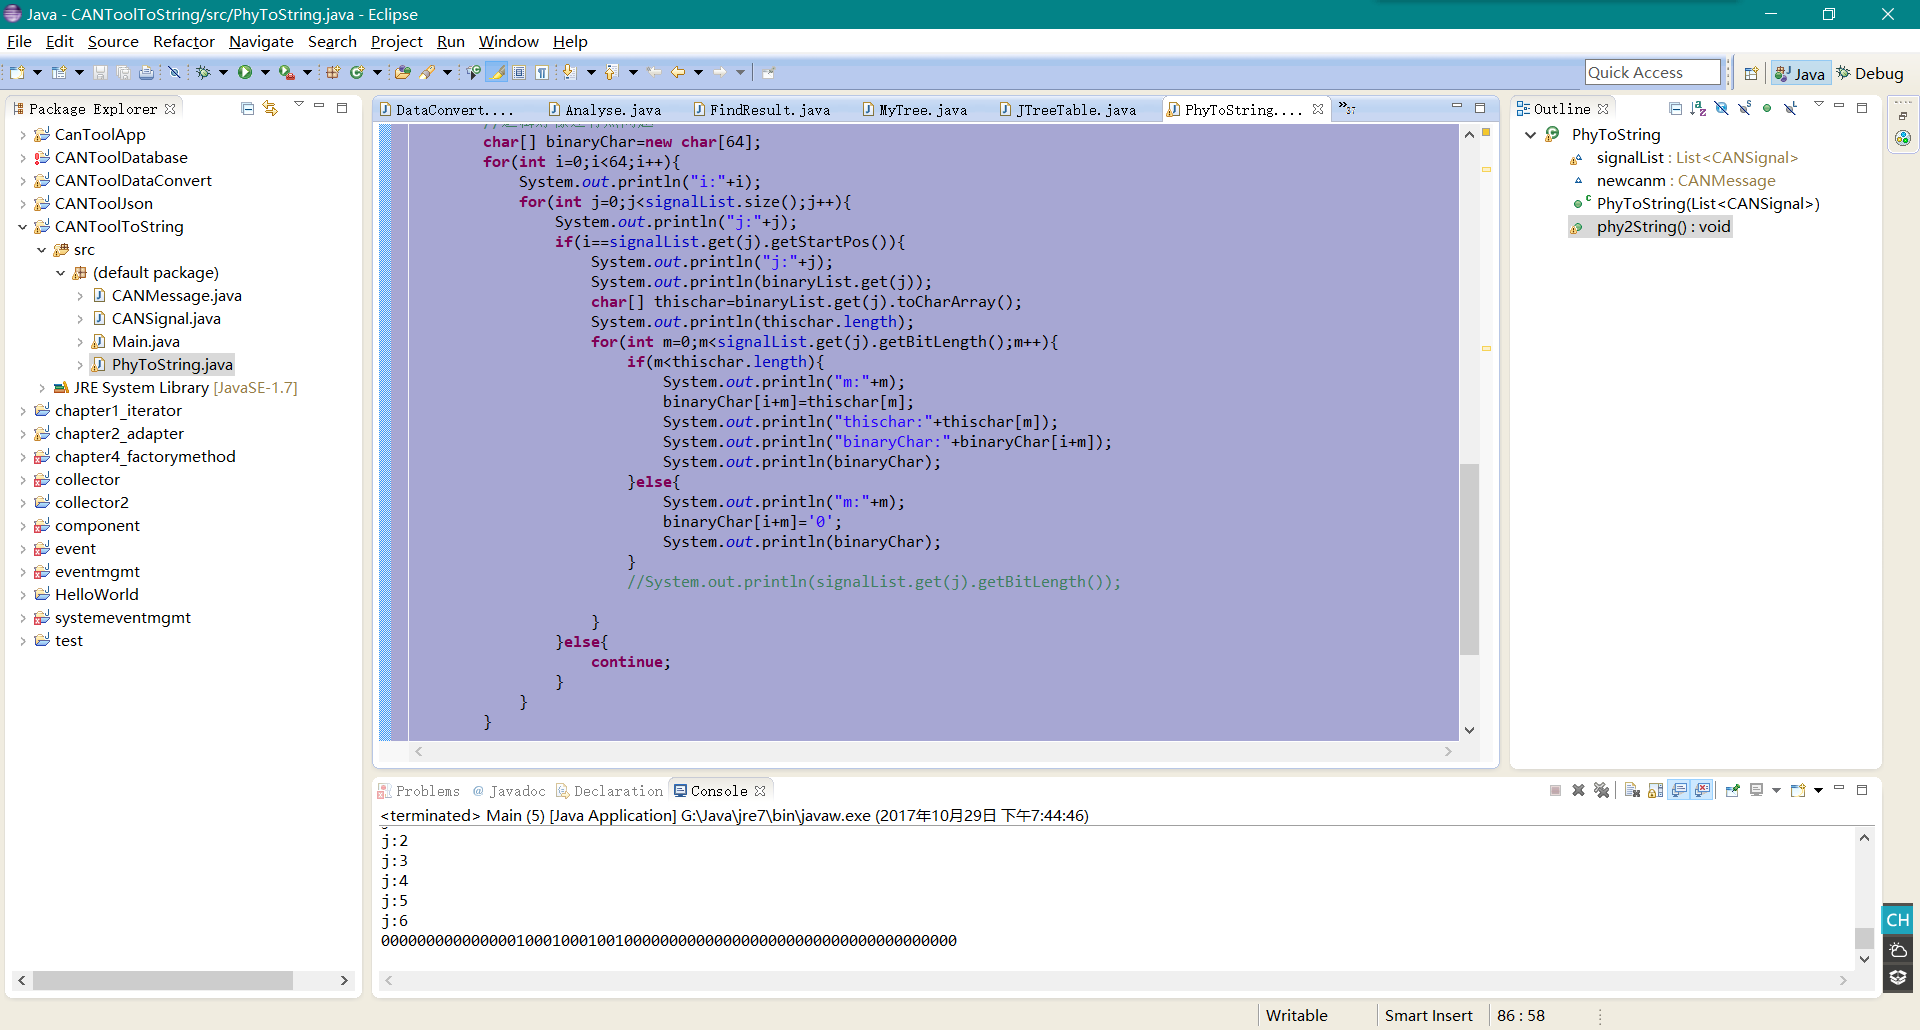 Java - CANToolToString/src/PhyToString.java - Eclipse
File Edit Source Refactor Navigate Search Project Run Window Help
Quick Access
Java
Debug
Package Explorer
CanToolApp
CANToolDatabase
CANToolDataConvert
CANToolJson
CANToolToString
src
(default package)
CANMessage.java
CANSignal.java
Main.java
PhyToString.java
JRE System Library [JavaSE-1.7]
chapter1_iterator
chapter2_adapter
chapter4_factorymethod
collector
collector2
component
event
eventmgmt
HelloWorld
systemeventmgmt
test
DataConvert....
Analyse.java
FindResult.java
MyTree.java
JTreeTable.java
PhyToString....
»37
char[] binaryChar=new char[64];
for(int i=0;i<64;i++){
System.out.println("i:"+i);
for(int j=0;j<signalList.size();j++){
System.out.println("j:"+j);
if(i==signalList.get(j).getStartPos()){
System.out.println("j:"+j);
System.out.println(binaryList.get(j));
char[] thischar=binaryList.get(j).toCharArray();
System.out.println(thischar.length);
for(int m=0;m<signalList.get(j).getBitLength();m++){
if(m<thischar.length){
System.out.println("m:"+m);
binaryChar[i+m]=thischar[m];
System.out.println("thischar:"+thischar[m]);
System.out.println("binaryChar:"+binaryChar[i+m]);
System.out.println(binaryChar);
}else{
System.out.println("m:"+m);
binaryChar[i+m]='0';
System.out.println(binaryChar);
}
//System.out.println(signalList.get(j).getBitLength());
}
}else{
continue;
}
}
}
Outline
PhyToString
signalList : List<CANSignal>
newcanm : CANMessage
PhyToString(List<CANSignal>)
phy2String() : void
Problems
@ Javadoc
Declaration
Console
<terminated> Main (5) [Java Application] G:\Java\jre7\bin\javaw.exe (2017年10月29日 下午7:44:46)
j:2
j:3
j:4
j:5
j:6
0000000000000001000100010010000000000000000000000000000000000000
CH
Writable
Smart Insert
86 : 58